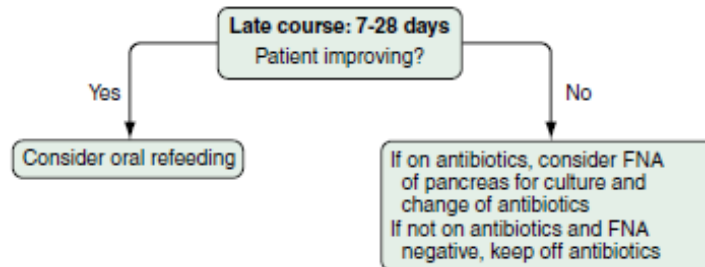 Late course: 7-28 days
Patient improving?
Yes
No
Consider oral refeeding
If on antibiotics, consider FNA
of pancreas for culture and
change of antibiotics
If not on antibiotics and FNA
negative, keep off antibiotics